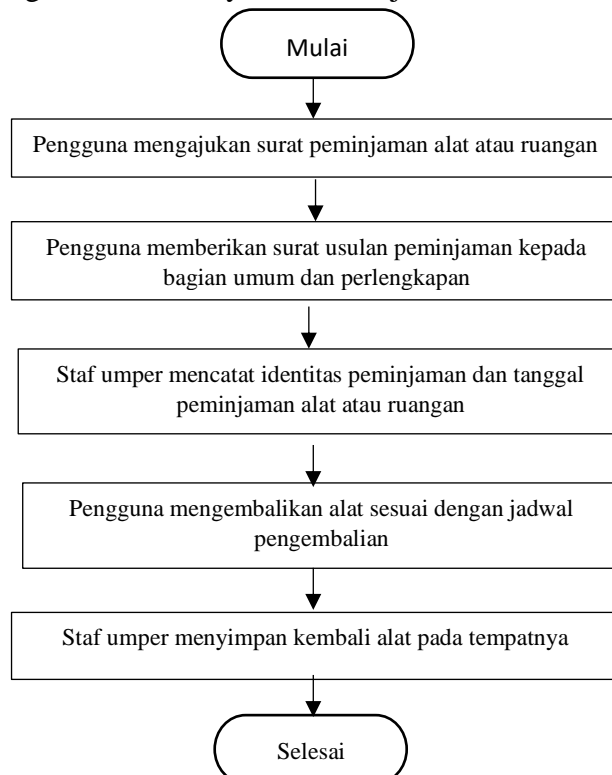 Mulai
Pengguna mengajukan surat peminjaman alat atau ruangan
Pengguna memberikan surat usulan peminjaman kepada
bagian umum dan perlengkapan
Staf umper mencatat identitas peminjaman dan tanggal
peminjaman alat atau ruangan
Pengguna mengembalikan alat sesuai dengan jadwal
pengembalian
Staf umper menyimpan kembali alat pada tempatnya
Selesai